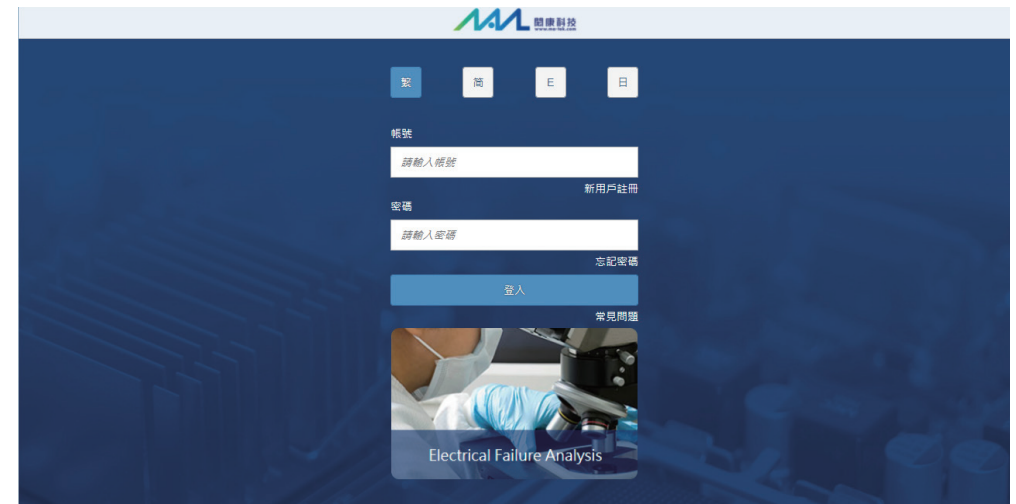 閎康科技
www.ma-tek.com
繁 简 E 日
帳號
請輸入帳號
新用戶註冊
密碼
請輸入密碼
忘記密碼
登入
常見問題
Electrical Failure Analysis